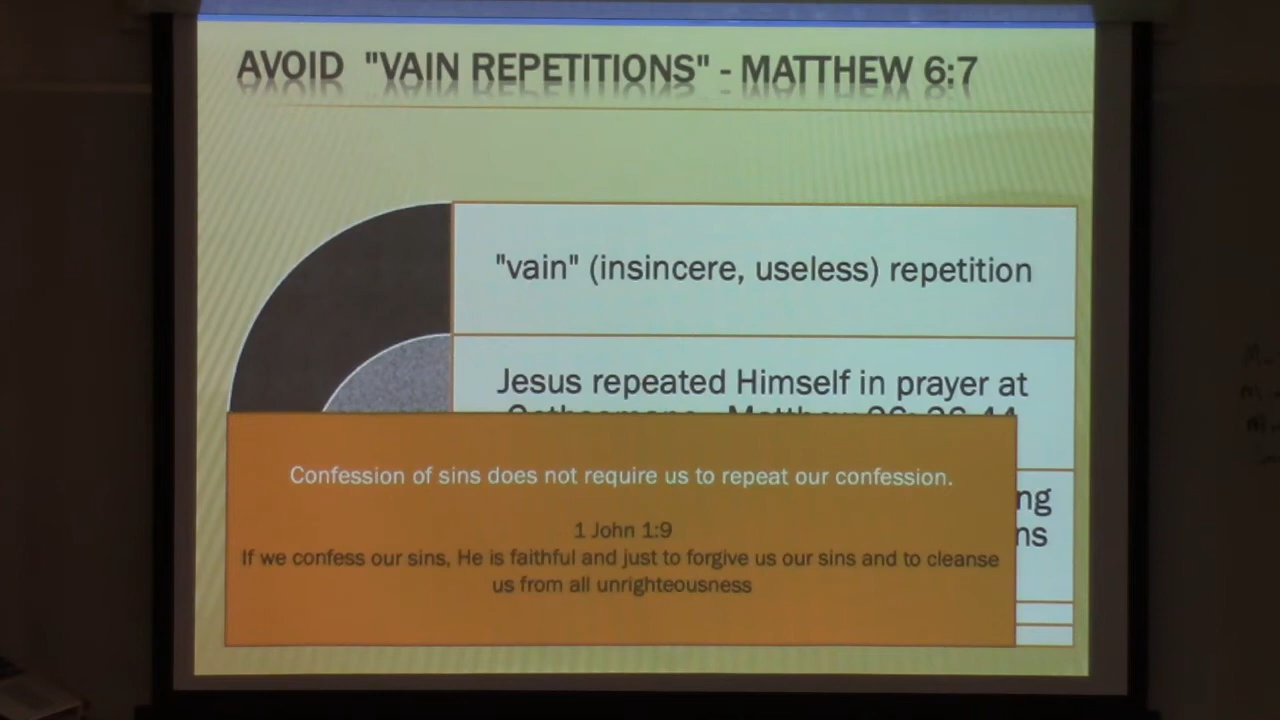 AVOID "VAIN REPETITIONS" - MATTHEW 6:7
"vain" (insincere, useless) repetition
Jesus repeated Himself in prayer at
Confession of sins does not require us to repeat our confession.
1 John 1:9
If we confess our sins, He is faithful and just to forgive us our sins and to cleanse
us from all unrighteousness